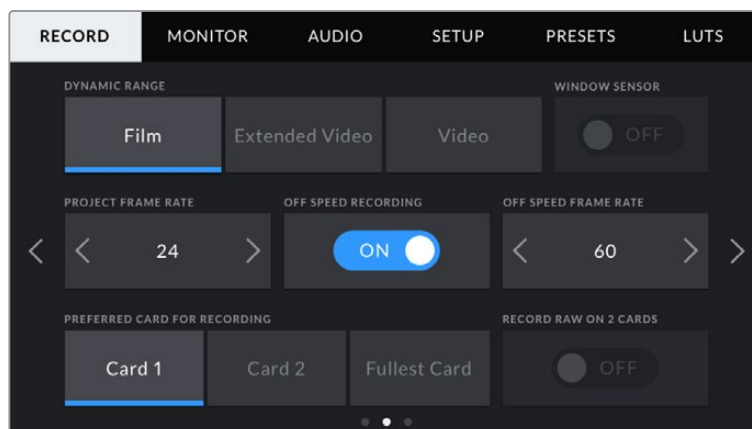 RECORD MONITOR AUDIO SETUP PRESETS LUTS
DYNAMIC RANGE WINDOW SENSOR
Film Extended Video Video OFF
PROJECT FRAME RATE OFF SPEED RECORDING OFF SPEED FRAME RATE
24 ON 60
PREFERRED CARD FOR RECORDING RECORD RAW ON 2 CARDS
Card 1 Card 2 Fullest Card OFF